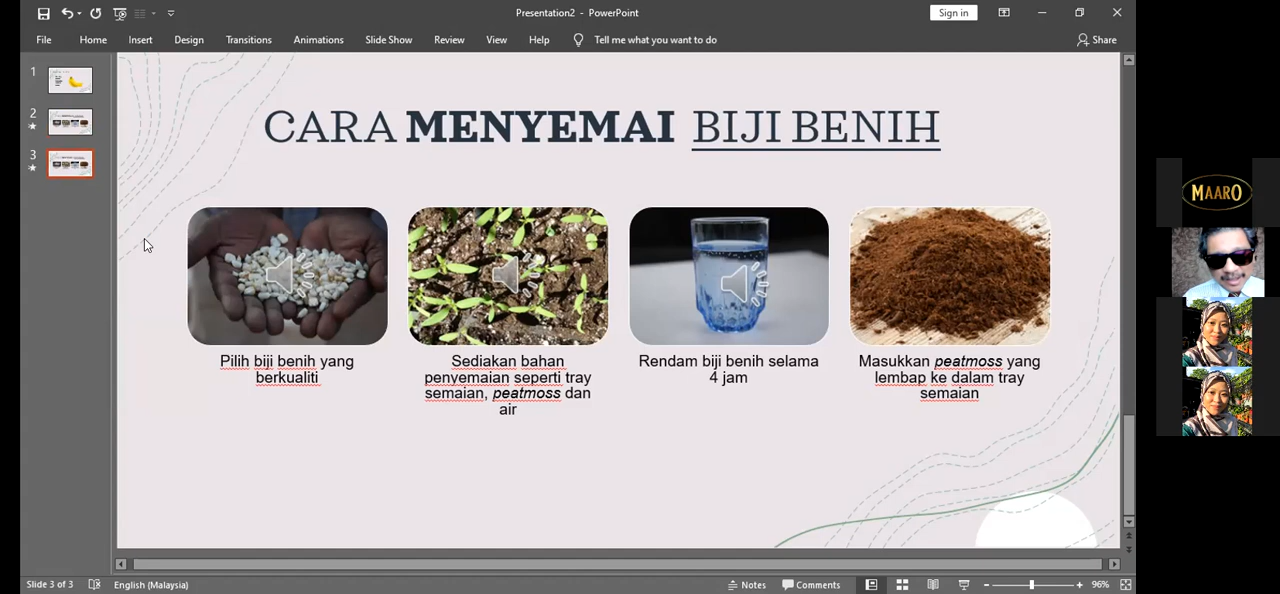 Presentation2 - PowerPoint
Sign in
File Home Insert Design Transitions Animations Slide Show Review View Help Tell me what you want to do Share
1
2
3
CARA MENYEMAI BIJI BENIH
Pilih biji benih yang
berkualiti
Sediakan bahan
penyemaian seperti tray
semaian, peatmoss dan
air
Rendam biji benih selama
4 jam
Masukkan peatmoss yang
lembap ke dalam tray
semaian
MAARO
Slide 3 of 3 English (Malaysia) Notes Comments 96%